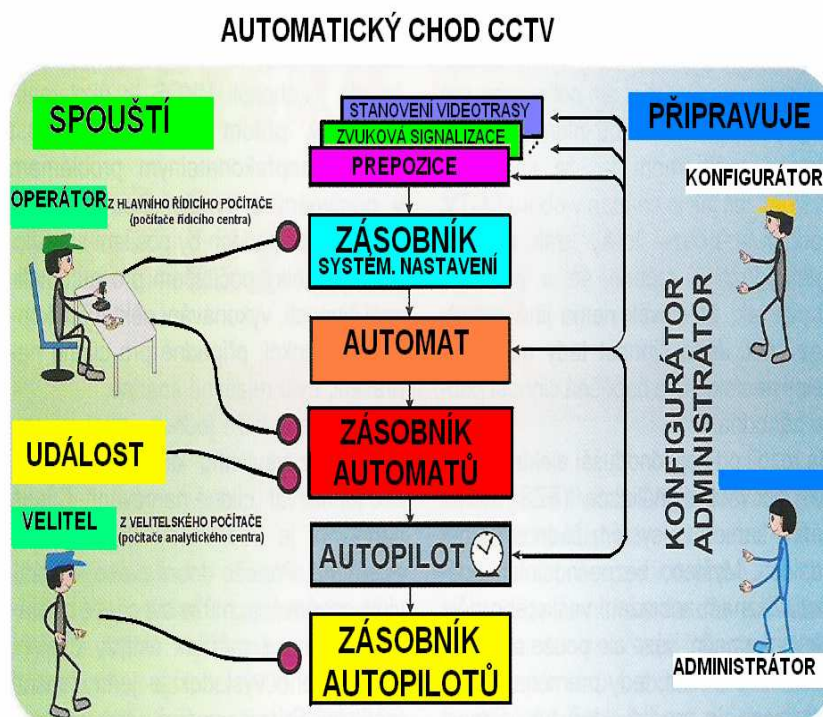 AUTOMATICKÝ CHOD CCTV
SPOUŠTÍ
STANOVENÍ VIDEOTRASY
ZVUKOVÁ SIGNALIZACE
PREPOZICE
PŘIPRAVUJE
OPERÁTOR
Z HLAVNÍHO ŘÍDICÍHO POČÍTAČE
(počítače řídicího centra)
KONFIGURÁTOR
ZÁSOBNÍK
SYSTÉM. NASTAVENÍ
AUTOMAT
KONFIGURÁTOR
ADMINISTRÁTOR
ZÁSOBNÍK
AUTOMATŮ
UDÁLOST
VELITEL
Z VELITELSKÉHO POČÍTAČE
(počítače analytického centra)
AUTOPILOT
ZÁSOBNÍK
AUTOPILOTŮ
ADMINISTRÁTOR